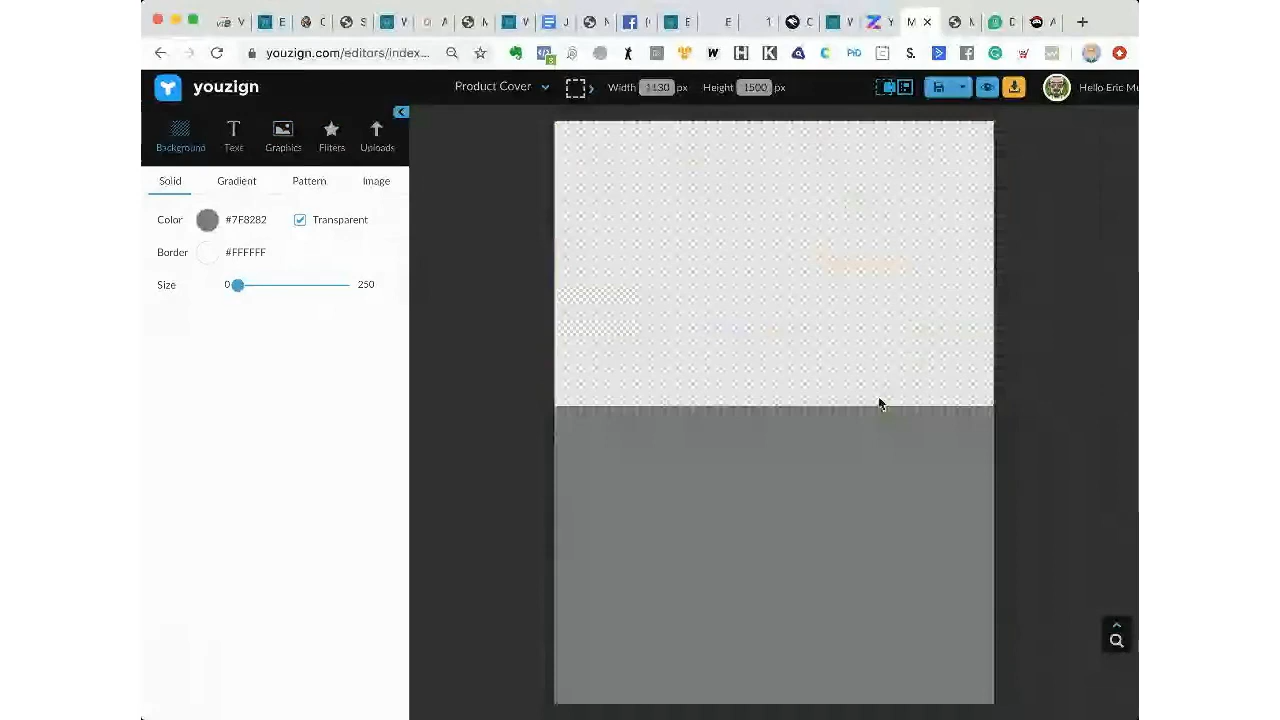 youzign.com/editors/index...
youzign
Product Cover
Width 1130 px
Height 1500 px
Hello Eric Mu
Background
Text
Graphics
Filters
Uploads
Solid
Gradient
Pattern
Image
Color #7F8282 Transparent
Border #FFFFFF
Size 0 250